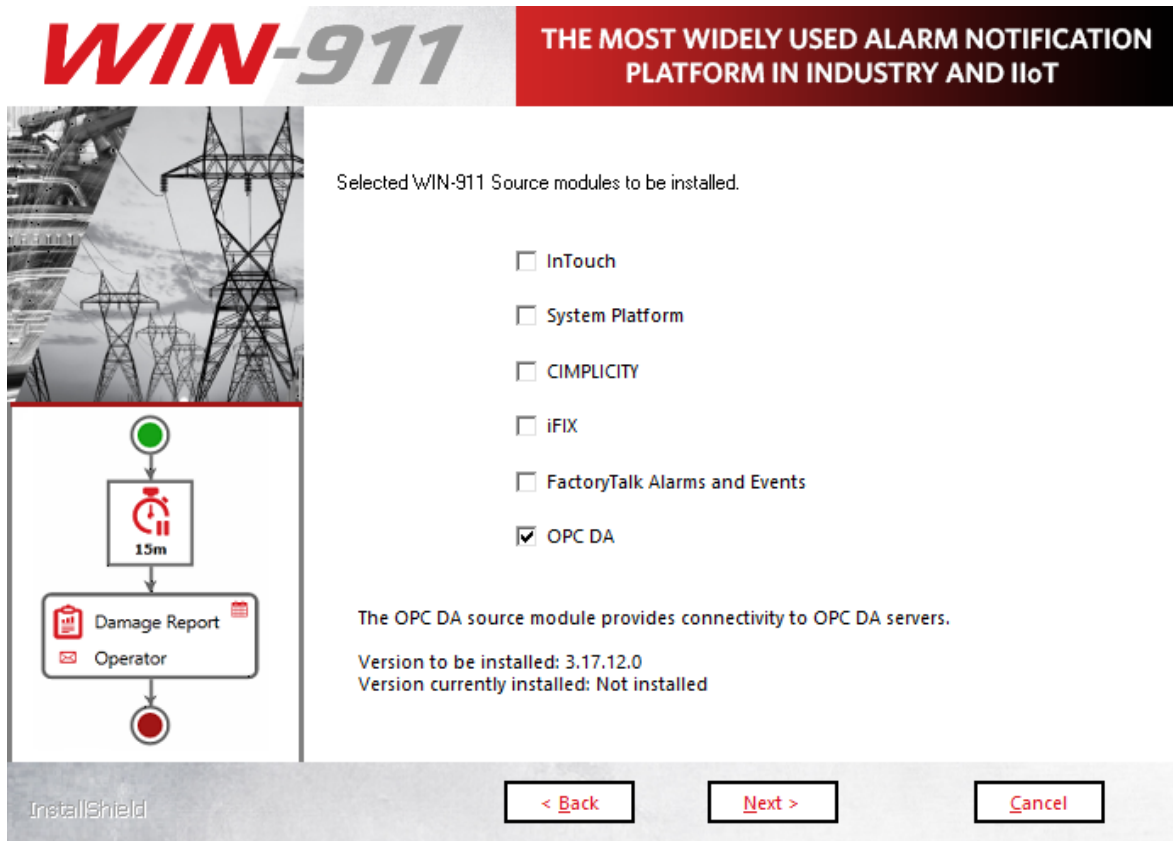 WIN-911
THE MOST WIDELY USED ALARM NOTIFICATION
PLATFORM IN INDUSTRY AND IIoT
Selected WIN-911 Source modules to be installed.
InTouch
System Platform
CIMPLICITY
iFIX
FactoryTalk Alarms and Events
OPC DA
15m
Damage Report
Operator
The OPC DA source module provides connectivity to OPC DA servers.
Version to be installed: 3.17.12.0
Version currently installed: Not installed
InstallShield
< Back
Next >
Cancel